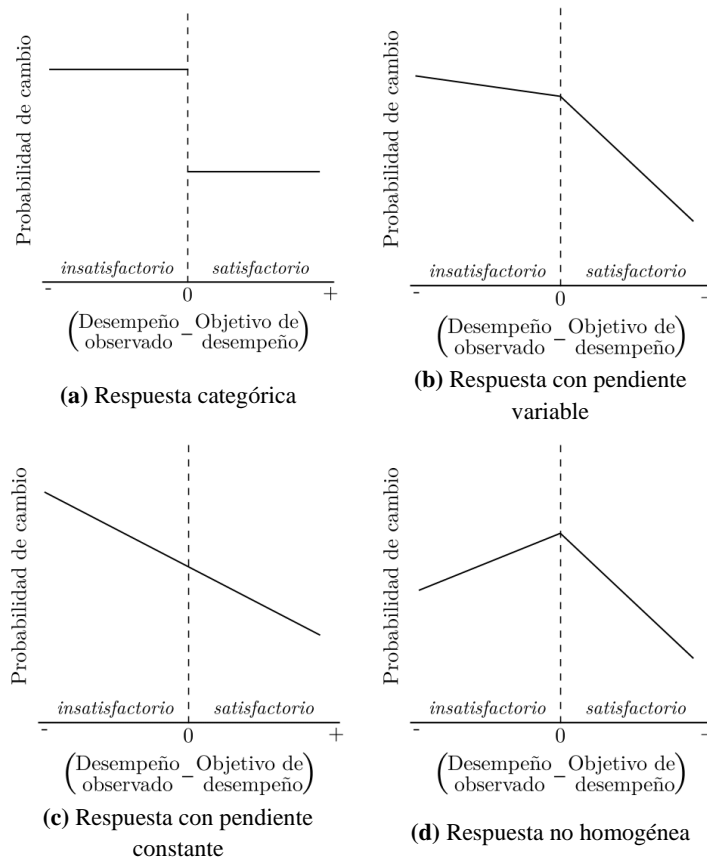 Probabilidad de cambio
insatisfactorio satisfactorio
- 0 +
(Desempeño observado – Objetivo de desempeño)
(a) Respuesta categórica
Probabilidad de cambio
insatisfactorio satisfactorio
- 0 +
(Desempeño observado – Objetivo de desempeño)
(b) Respuesta con pendiente
variable
Probabilidad de cambio
insatisfactorio satisfactorio
- 0 +
(Desempeño observado – Objetivo de desempeño)
(c) Respuesta con pendiente
constante
Probabilidad de cambio
insatisfactorio satisfactorio
- 0 +
(Desempeño observado – Objetivo de desempeño)
(d) Respuesta no homogénea